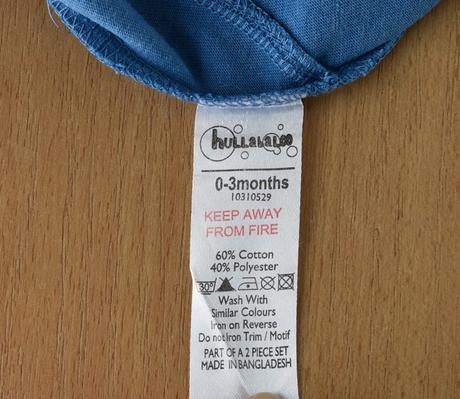 hullabaloo
0-3months
10310529
KEEP AWAY
FROM FIRE
60% Cotton
40% Polyester
30°
Wash With
Similar Colours
Iron on Reverse
Do not Iron Trim / Motif
PART OF A 2 PIECE SET
MADE IN BANGLADESH